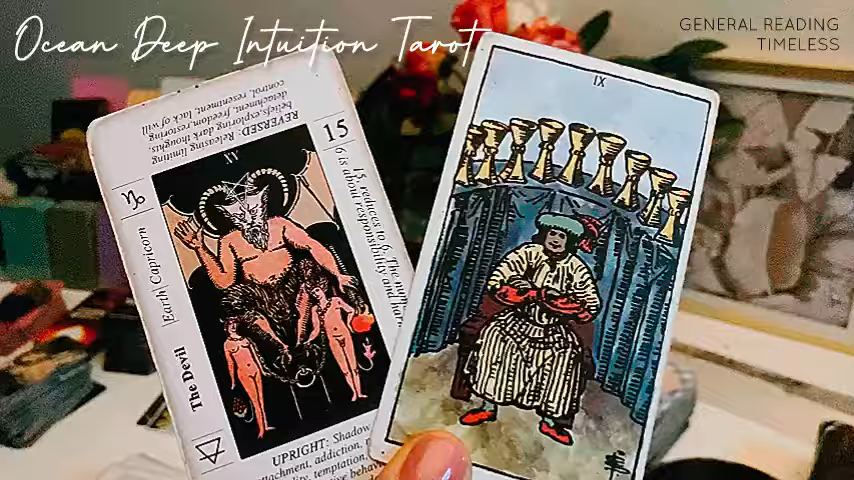 Ocean Deep Intuition Tarot
GENERAL READING
TIMELESS
REVERSED: Releasing limiting
beliefs, exploring dark thoughts,
detachment, freedom, restoring
control, resentment, lack of will
15
XV
15 reduces to 6. The
6 is about responsibility and
Earth Capricorn
The Devil
UPRIGHT: Shadow
attachment, addiction,
temptation,
IX